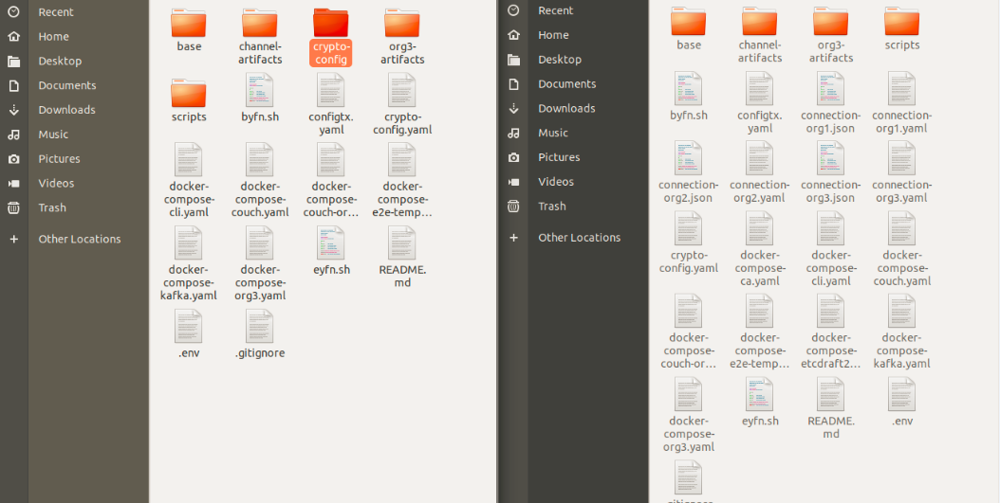 Recent
Home
Desktop
Documents
Downloads
Music
Pictures
Videos
Trash
Other Locations
base
channel-
artifacts
crypto-
config
org3-
artifacts
scripts
byfn.sh
configtx.
yaml
crypto-
config.yaml
docker-
compose-
cli.yaml
docker-
compose-
couch.yaml
docker-
compose-
couch-or...
docker-
compose-
e2e-temp...
docker-
compose-
kafka.yaml
docker-
compose-
org3.yaml
eyfn.sh
README.
md
.env
.gitignore
Recent
Home
Desktop
Documents
Downloads
Music
Pictures
Videos
Trash
Other Locations
base
channel-
artifacts
org3-
artifacts
scripts
byfn.sh
configtx.
yaml
connection-
org1.json
connection-
org1.yaml
connection-
org2.json
connection-
org2.yaml
connection-
org3.json
connection-
org3.yaml
crypto-
config.yaml
docker-
compose-
ca.yaml
docker-
compose-
cli.yaml
docker-
compose-
couch.yaml
docker-
compose-
couch-or...
docker-
compose-
e2e-temp...
docker-
compose-
etcdraft2...
docker-
compose-
kafka.yaml
docker-
compose-
org3.yaml
eyfn.sh
README.
md
.env
.gitignore